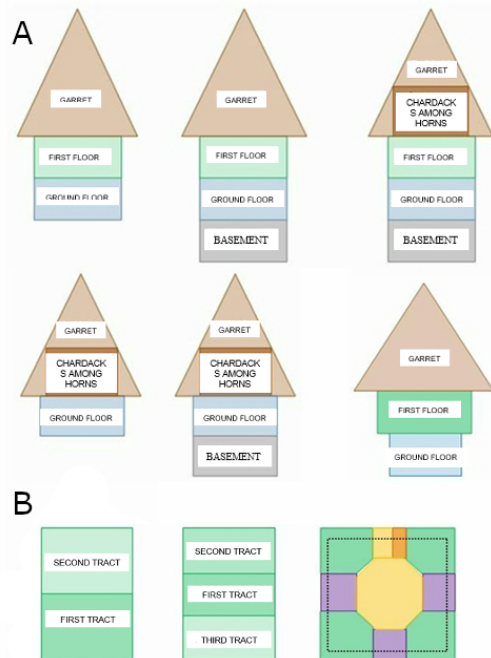 A
GARRET
FIRST FLOOR
GROUND FLOOR
GARRET
FIRST FLOOR
GROUND FLOOR
BASEMENT
GARRET
CHARDACK
S AMONG
HORNS
FIRST FLOOR
GROUND FLOOR
BASEMENT
GARRET
CHARDACK
S AMONG
HORNS
GROUND FLOOR
GARRET
CHARDACK
S AMONG
HORNS
GROUND FLOOR
BASEMENT
GARRET
FIRST FLOOR
GROUND FLOOR
B
SECOND TRACT
FIRST TRACT
SECOND TRACT
FIRST TRACT
THIRD TRACT